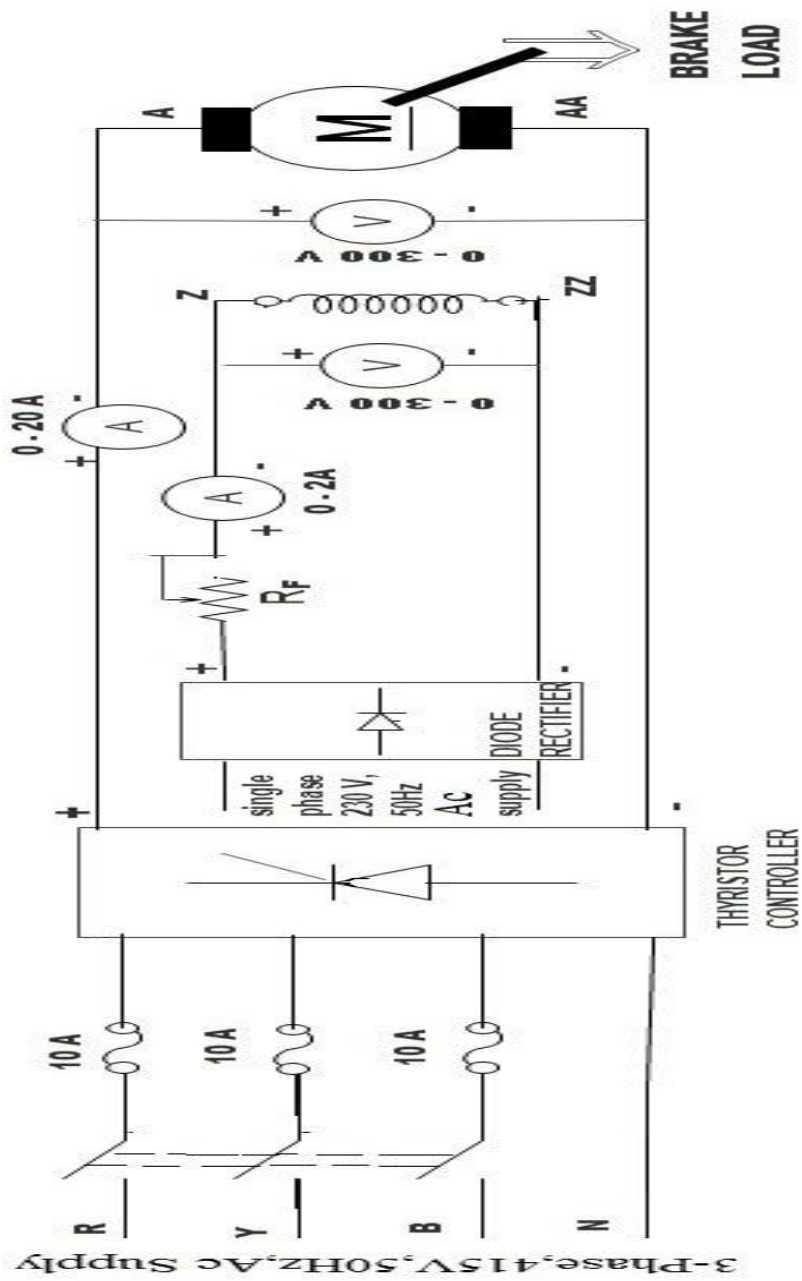 3-Phase,415V,50Hz,Ac Supply
R
Y
B
N
10 A
10 A
10 A
THYRISTOR
CONTROLLER
+
-
single
phase
230 V,
50Hz
Ac
supply
DIODE
RECTIFIER
+
-
RF
+
A
-
0 - 2A
+
A
-
0 - 20 A
+
V
-
0 - 300 V
Z
ZZ
+
V
-
0 - 300 V
A
M
AA
BRAKE
LOAD